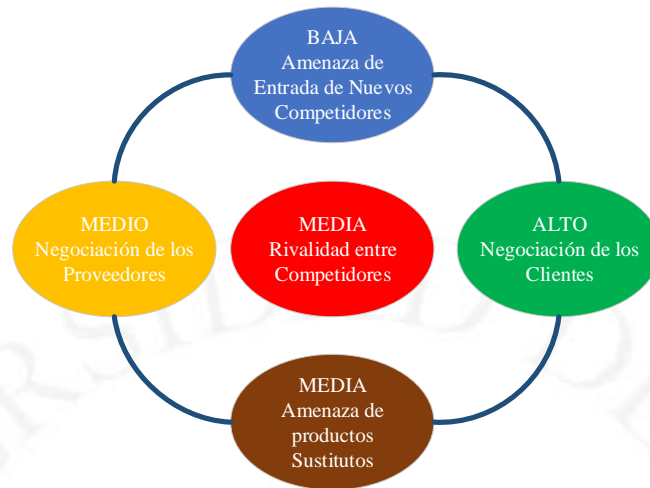 BAJA
Amenaza de
Entrada de Nuevos
Competidores
MEDIO
Negociación de los
Proveedores
MEDIA
Rivalidad entre
Competidores
ALTO
Negociación de los
Clientes
MEDIA
Amenaza de
productos
Sustitutos